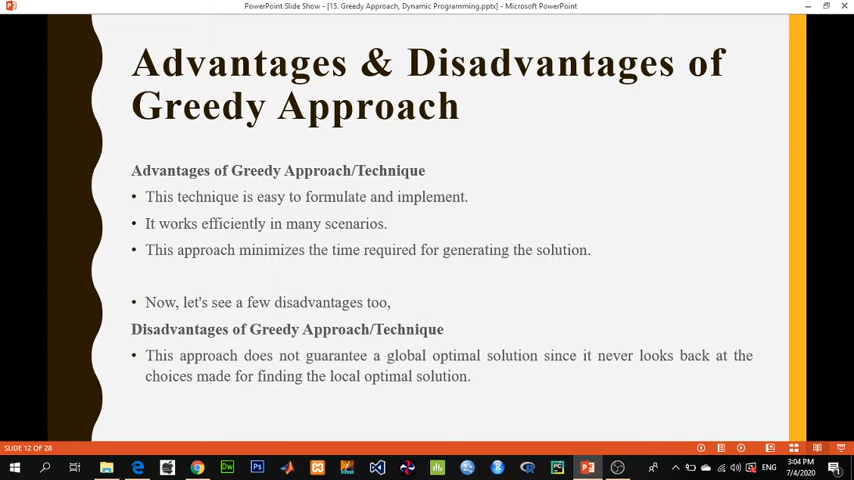 PowerPoint Slide Show - [15. Greedy Approach, Dynamic Programming.pptx] - Microsoft PowerPoint
Advantages & Disadvantages of
Greedy Approach
Advantages of Greedy Approach/Technique
• This technique is easy to formulate and implement.
• It works efficiently in many scenarios.
• This approach minimizes the time required for generating the solution.
• Now, let's see a few disadvantages too,
Disadvantages of Greedy Approach/Technique
• This approach does not guarantee a global optimal solution since it never looks back at the
choices made for finding the local optimal solution.
SLIDE 12 OF 28
Dw
Ps
R
PC
ENG
3:04 PM
7/4/2020